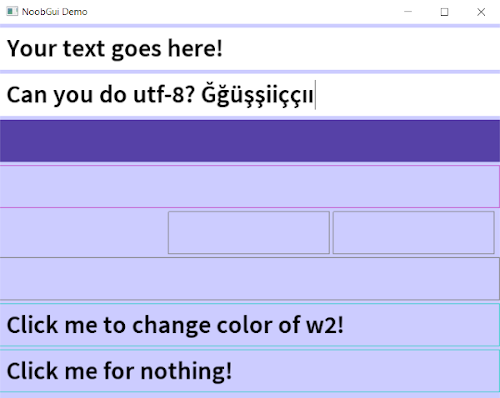 NoobGui Demo
Your text goes here!
Can you do utf-8? Ğğüşşiiççıı
Click me to change color of w2!
Click me for nothing!